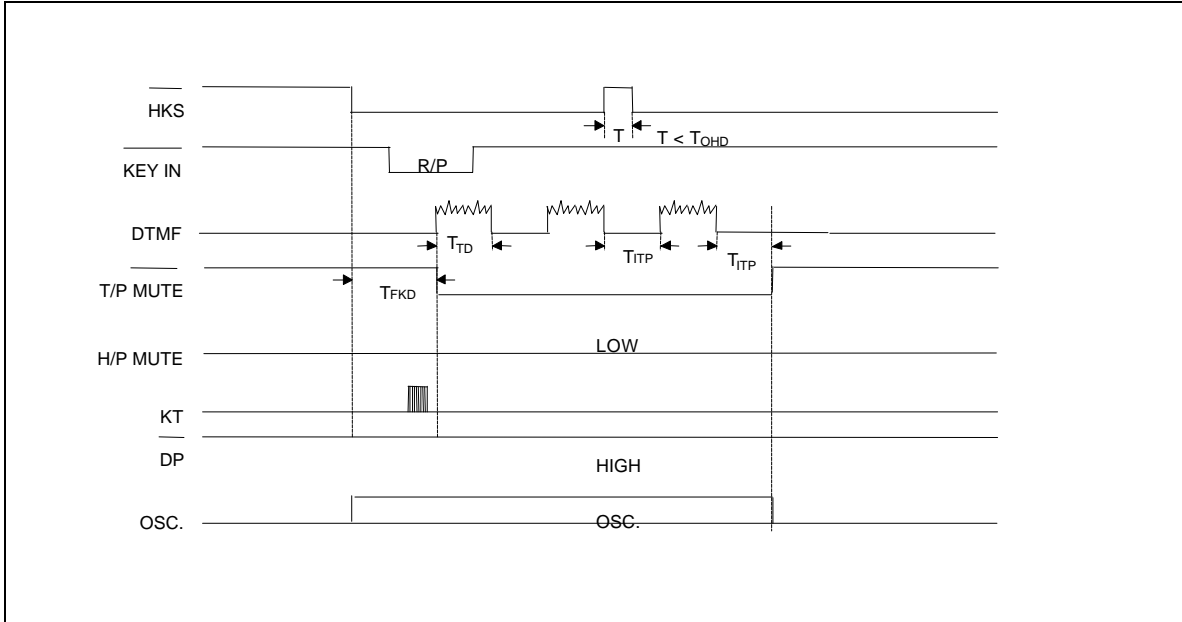 HKS
T
T < TOHD
KEY IN
R/P
DTMF
TTD
TITP
TITP
T/P MUTE
TFKD
H/P MUTE
LOW
KT
DP
HIGH
OSC.
OSC.